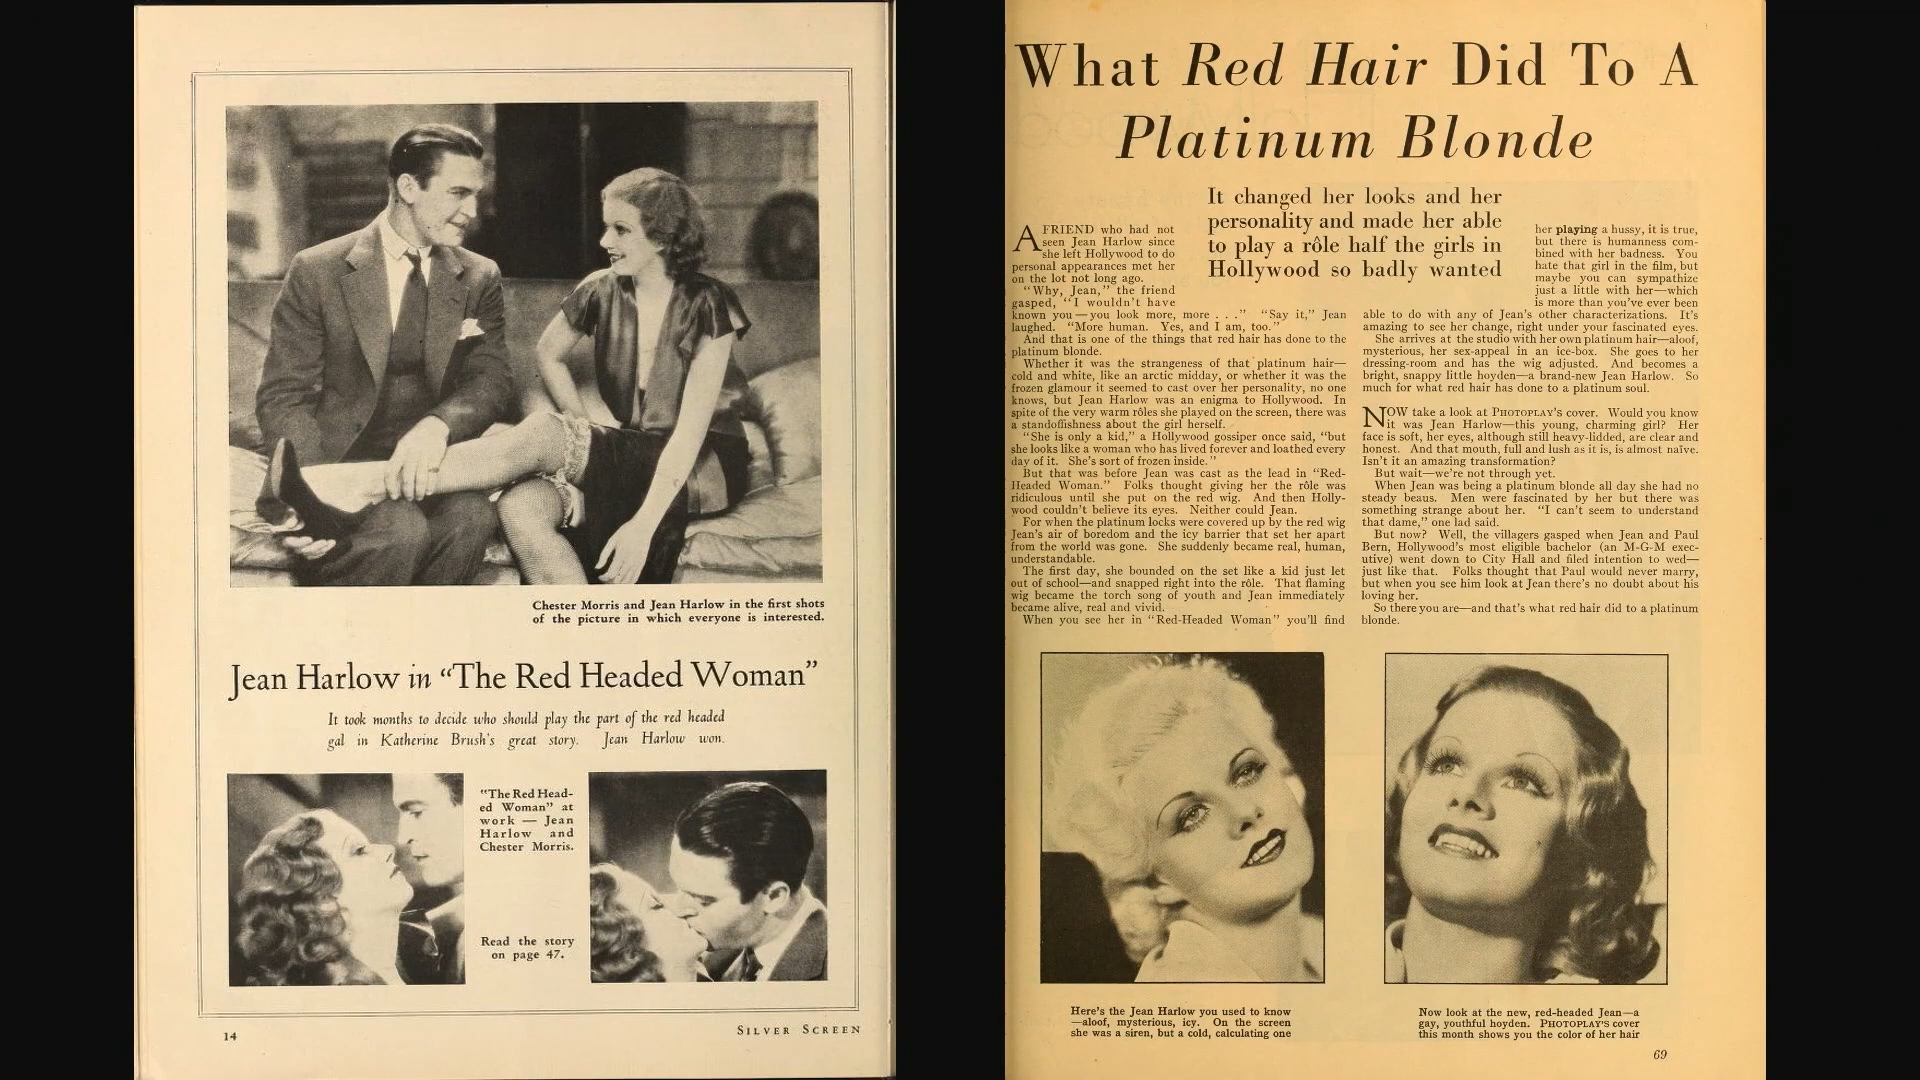 Chester Morris and Jean Harlow in the first shots
of the picture in which everyone is interested.
Jean Harlow in "The Red Headed Woman"
It took months to decide who should play the part of the red headed
gal in Katherine Brush's great story. Jean Harlow won.
"The Red Head-
ed Woman" at
work — Jean
Harlow and
Chester Morris.
Read the story
on page 47.
14
SILVER SCREEN
What Red Hair Did To A
Platinum Blonde
It changed her looks and her
personality and made her able
to play a rôle half the girls in
Hollywood so badly wanted
A FRIEND who had not
seen Jean Harlow since
she left Hollywood to do
personal appearances met her
on the lot not long ago.
"Why, Jean," the friend
gasped, "I wouldn't have
known you—you look more, more . . ." "Say it," Jean
laughed. "More human. Yes, and I am, too."
And that is one of the things that red hair has done to the
platinum blonde.
Whether it was the strangeness of that platinum hair—
cold and white, like an arctic midday, or whether it was the
frozen glamour it seemed to cast over her personality, no one
knows, but Jean Harlow was an enigma to Hollywood. In
spite of the very warm rôles she played on the screen, there was
a standoffishness about the girl herself.
"She is only a kid," a Hollywood gossiper once said, "but
she looks like a woman who has lived forever and loathed every
day of it. She's sort of frozen inside."
But that was before Jean was cast as the lead in "Red-
Headed Woman." Folks thought giving her the rôle was
ridiculous until she put on the red wig. And then Holly-
wood couldn't believe its eyes. Neither could Jean.
For when the platinum locks were covered up by the red wig
Jean's air of boredom and the icy barrier that set her apart
from the world was gone. She suddenly became real, human,
understandable.
The first day, she bounded on the set like a kid just let
out of school—and snapped right into the rôle. That flaming
wig became the torch song of youth and Jean immediately
became alive, real and vivid.
When you see her in "Red-Headed Woman" you'll find
her playing a hussy, it is true,
but there is humanness com-
bined with her badness. You
hate that girl in the film, but
maybe you can sympathize
just a little with her—which
is more than you've ever been
able to do with any of Jean's other characterizations. It's
amazing to see her change, right under your fascinated eyes.
She arrives at the studio with her own platinum hair—aloof,
mysterious, her sex-appeal in an ice-box. She goes to her
dressing-room and has the wig adjusted. And becomes a
bright, snappy little hoyden—a brand-new Jean Harlow. So
much for what red hair has done to a platinum soul.
NOW take a look at PHOTOPLAY'S cover. Would you know
it was Jean Harlow—this young, charming girl? Her
face is soft, her eyes, although still heavy-lidded, are clear and
honest. And that mouth, full and lush as it is, is almost naïve.
Isn't it an amazing transformation?
But wait—we're not through yet.
When Jean was being a platinum blonde all day she had no
steady beaus. Men were fascinated by her but there was
something strange about her. "I can't seem to understand
that dame," one lad said.
But now? Well, the villagers gasped when Jean and Paul
Bern, Hollywood's most eligible bachelor (an M-G-M exec-
utive) went down to City Hall and filed intention to wed—
just like that. Folks thought that Paul would never marry,
but when you see him look at Jean there's no doubt about his
loving her.
So there you are—and that's what red hair did to a platinum
blonde.
Here's the Jean Harlow you used to know
—aloof, mysterious, icy. On the screen
she was a siren, but a cold, calculating one
Now look at the new, red-headed Jean—a
gay, youthful hoyden. PHOTOPLAY'S cover
this month shows you the color of her hair
69